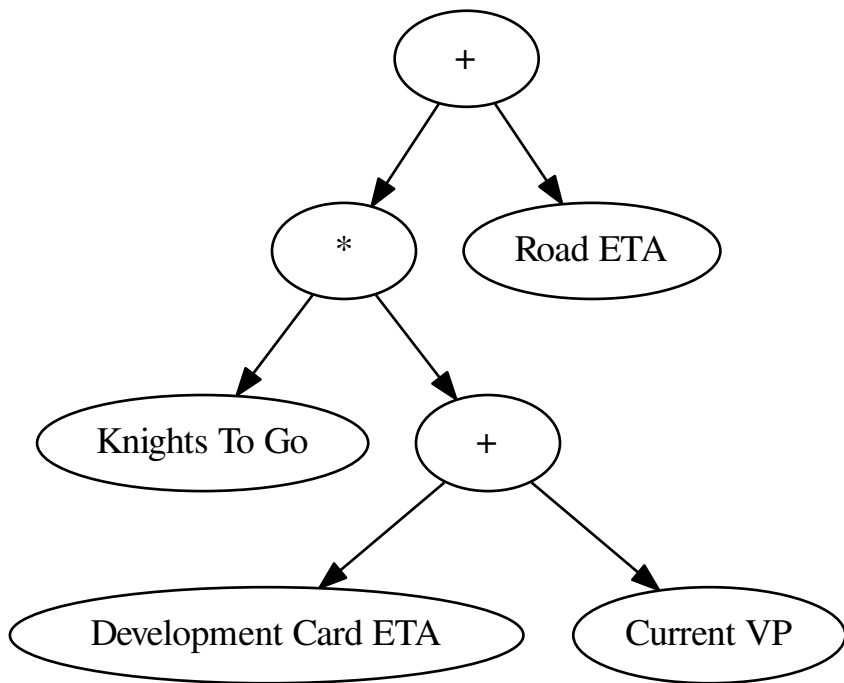 +
*
Road ETA
Knights To Go
+
Development Card ETA
Current VP